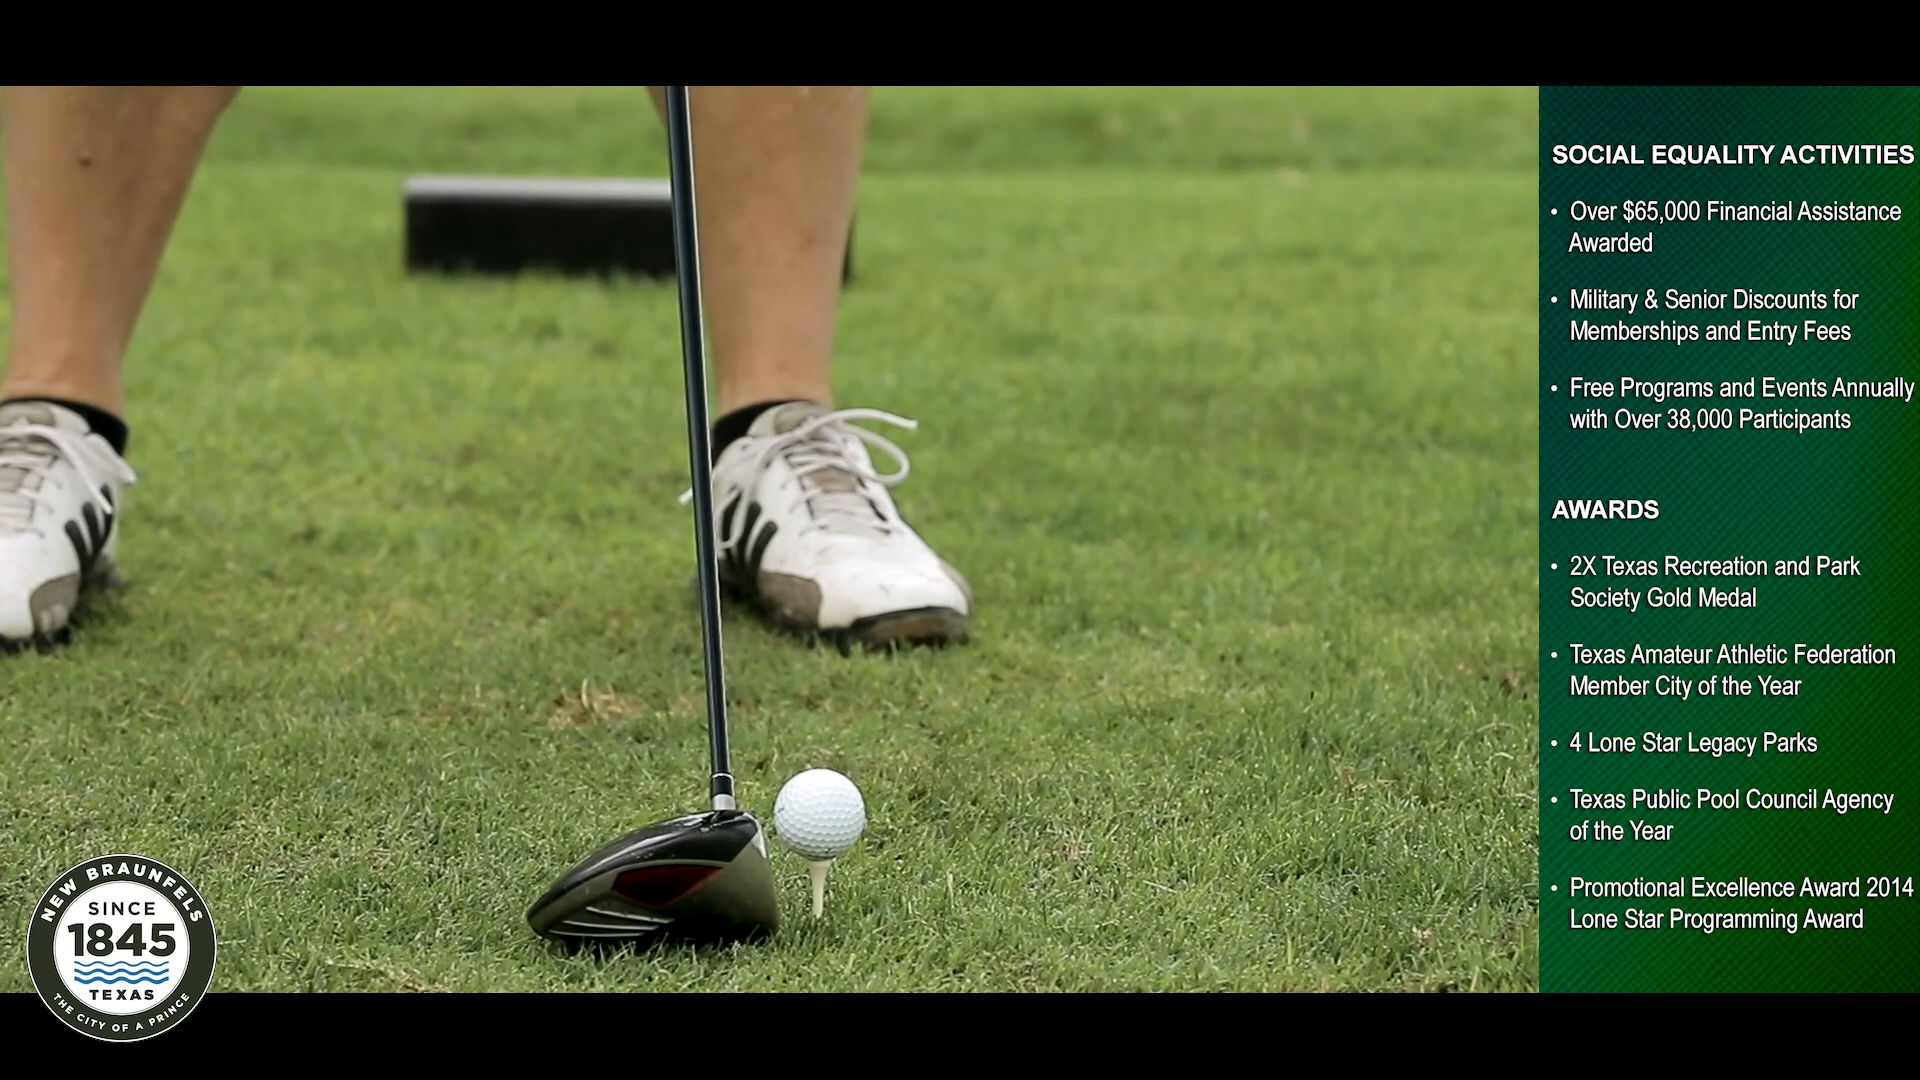 SOCIAL EQUALITY ACTIVITIES
• Over $65,000 Financial Assistance
Awarded
• Military & Senior Discounts for
Memberships and Entry Fees
• Free Programs and Events Annually
with Over 38,000 Participants
AWARDS
• 2X Texas Recreation and Park
Society Gold Medal
• Texas Amateur Athletic Federation
Member City of the Year
• 4 Lone Star Legacy Parks
• Texas Public Pool Council Agency
of the Year
• Promotional Excellence Award 2014
Lone Star Programming Award
NEW BRAUNFELS
SINCE
1845
TEXAS
THE CITY OF A PRINCE